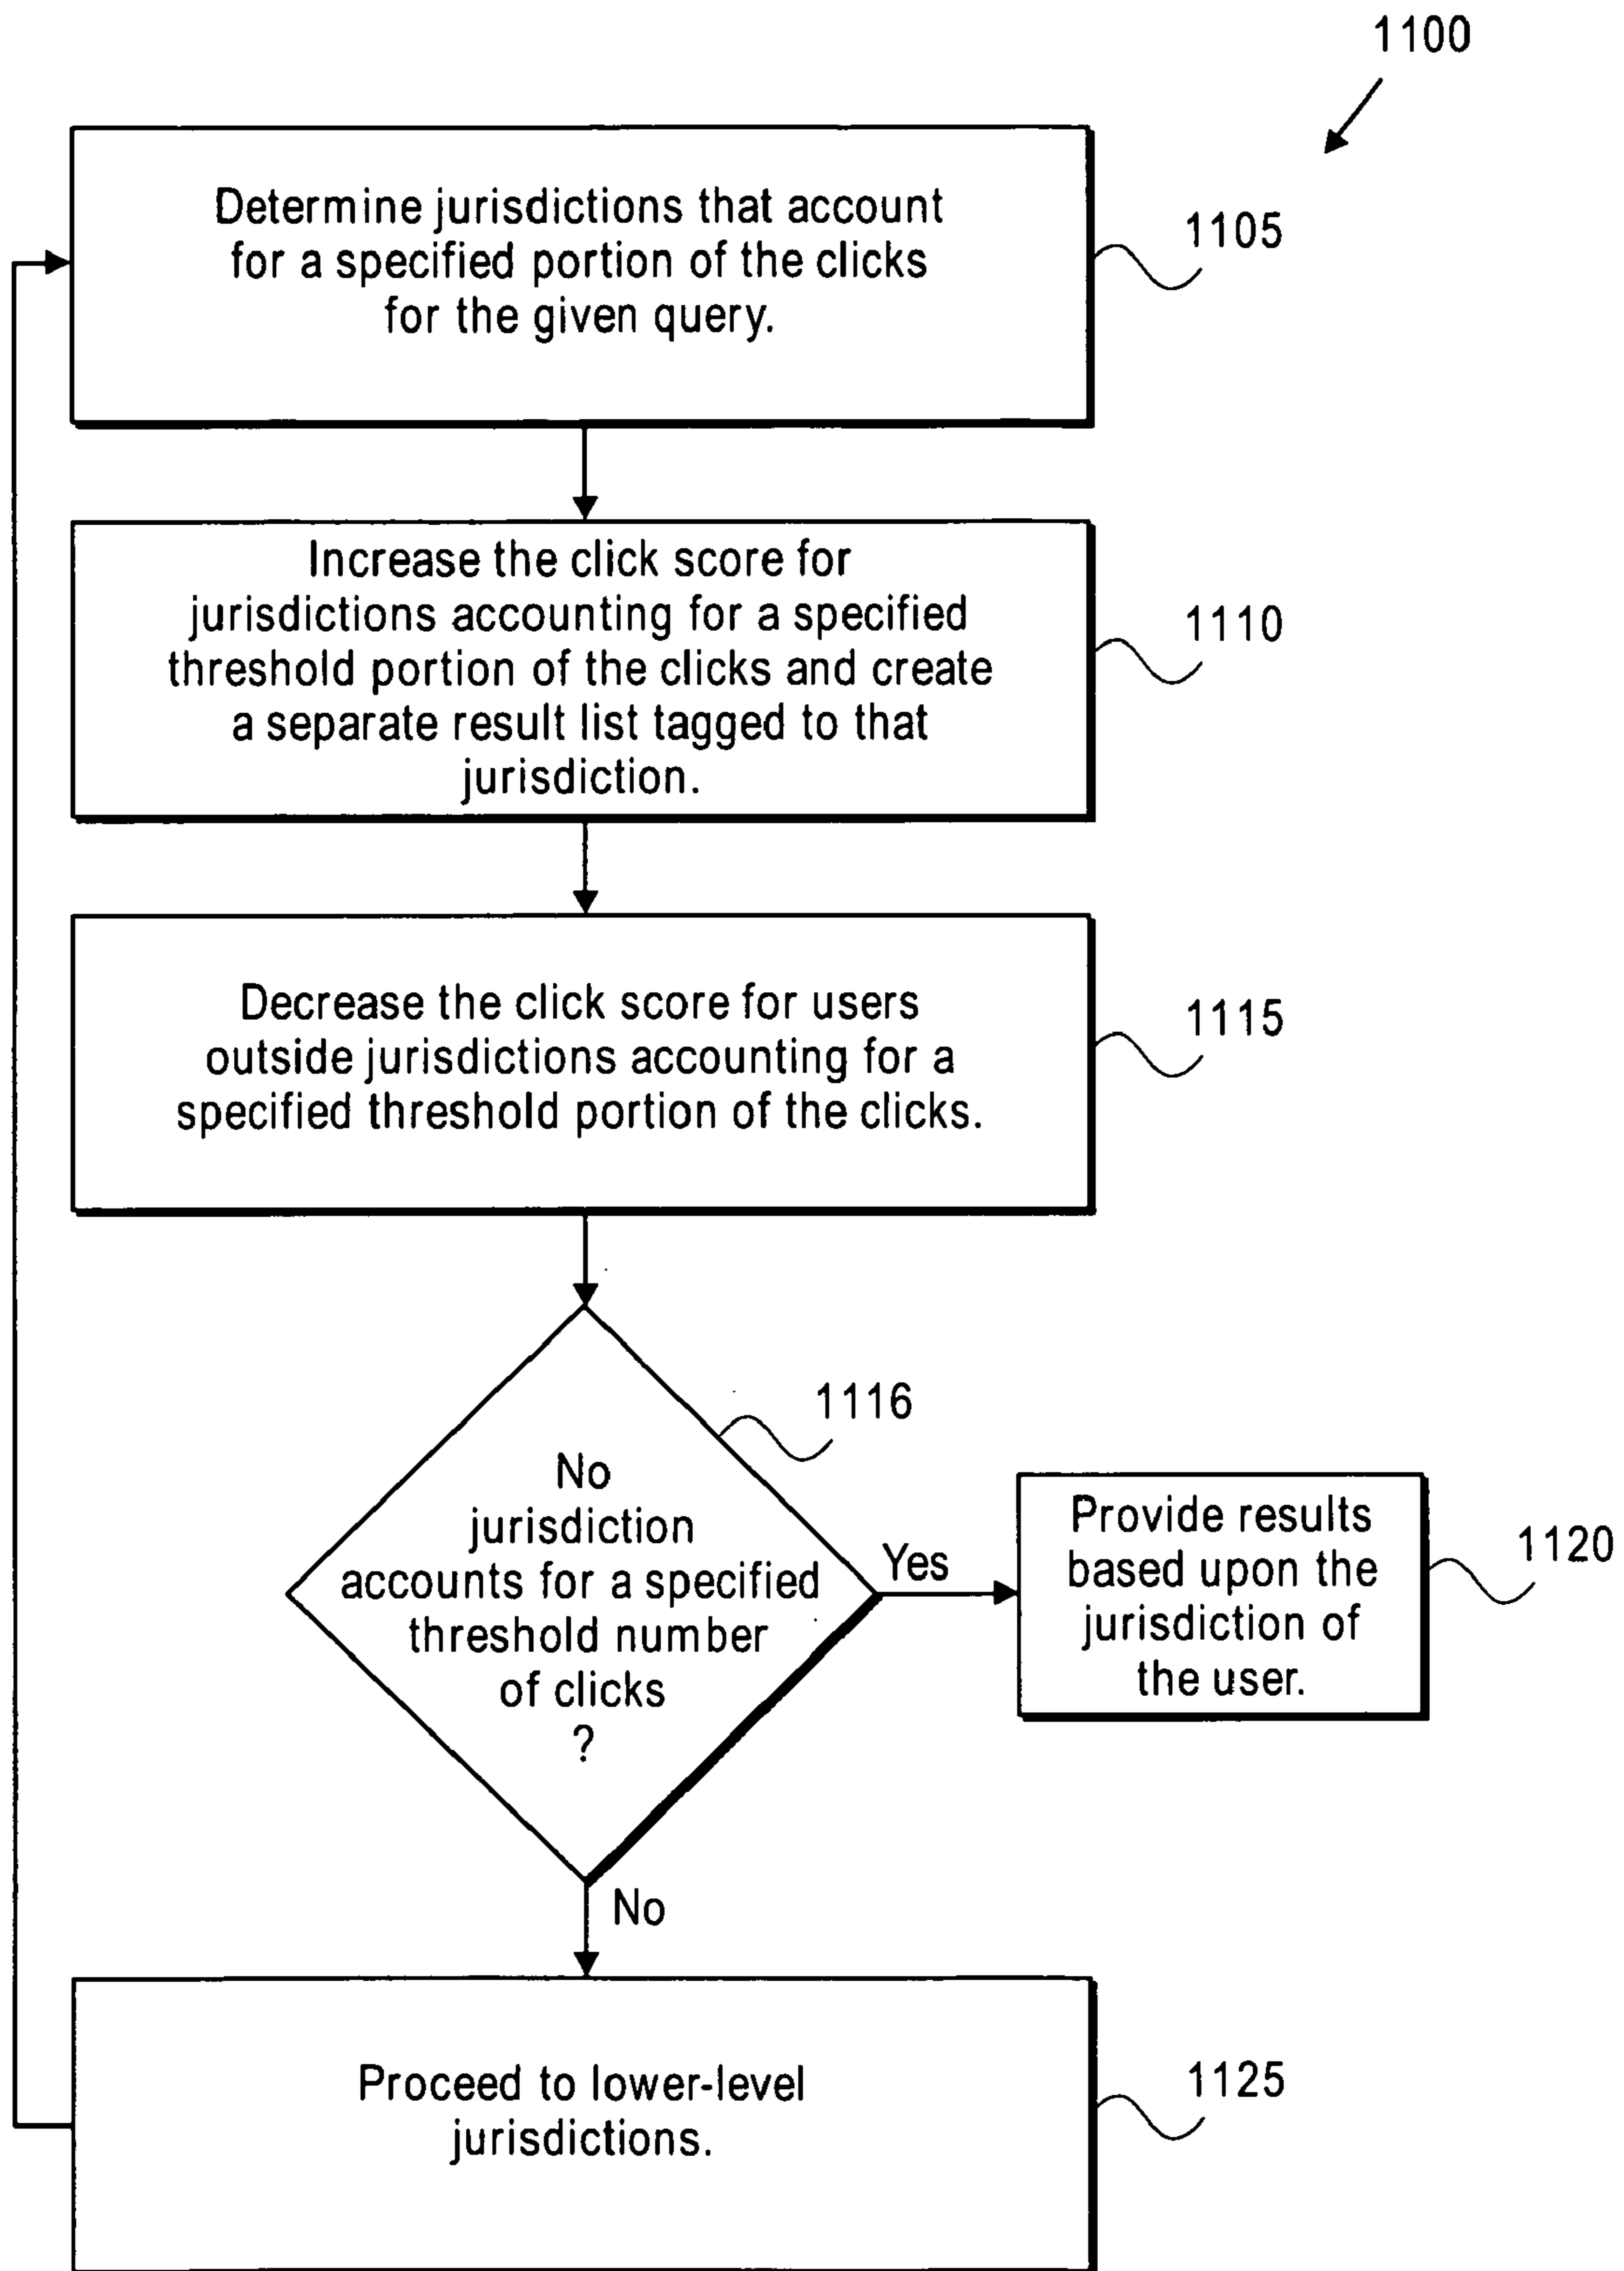 1100
Determine jurisdictions that account
for a specified portion of the clicks
for the given query.
1105
Increase the click score for
jurisdictions accounting for a specified
threshold portion of the clicks and create
a separate result list tagged to that
jurisdiction.
1110
Decrease the click score for users
outside jurisdictions accounting for a
specified threshold portion of the clicks.
1115
No
jurisdiction
accounts for a specified
threshold number
of clicks
?
1116
Yes
Provide results
based upon the
jurisdiction of
the user.
1120
No
Proceed to lower-level
jurisdictions.
1125